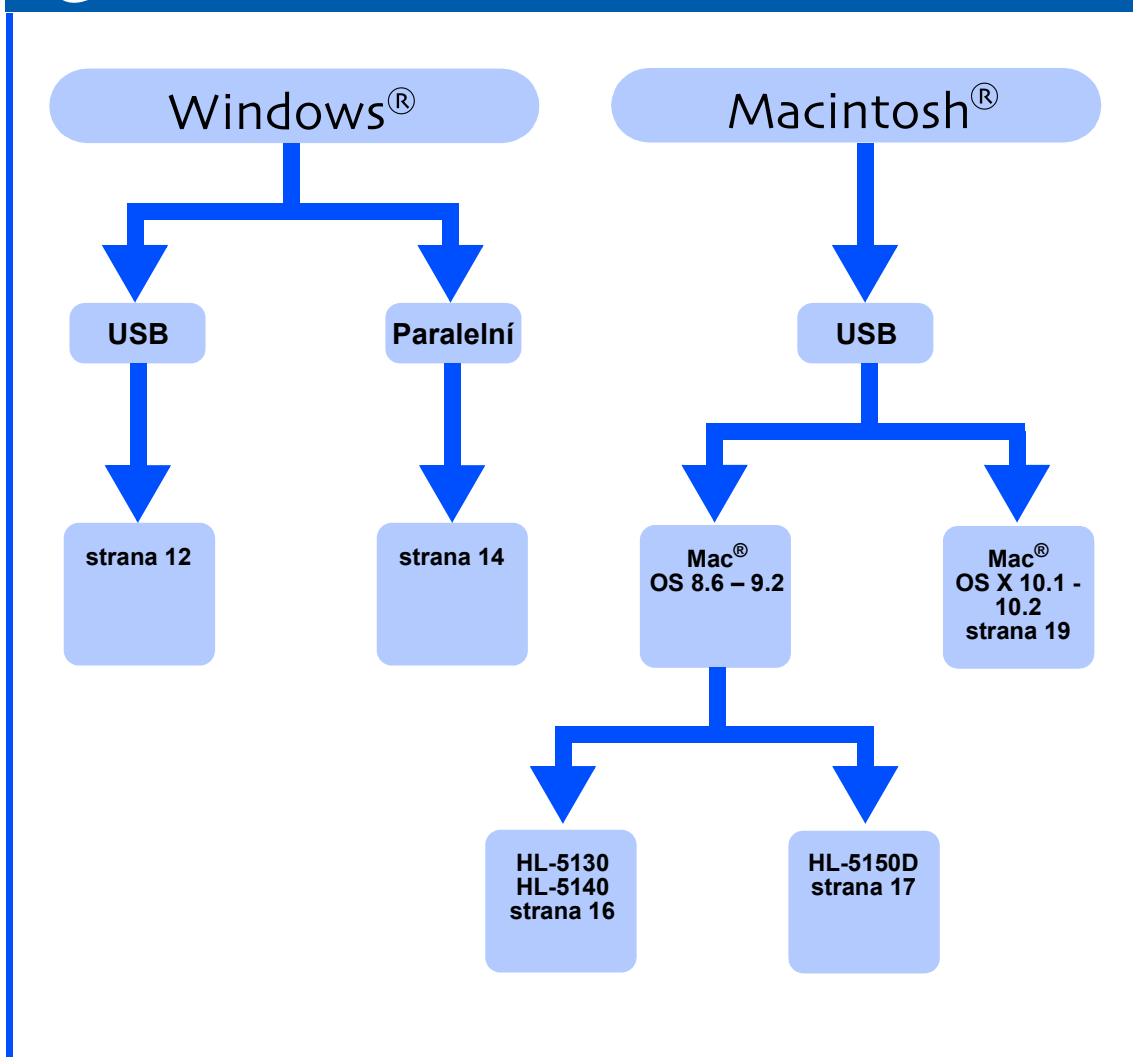 Windows®
Macintosh®
USB
Paralelní
USB
strana 12
strana 14
Mac®
OS 8.6 – 9.2
Mac®
OS X 10.1 -
10.2
strana 19
HL-5130
HL-5140
strana 16
HL-5150D
strana 17